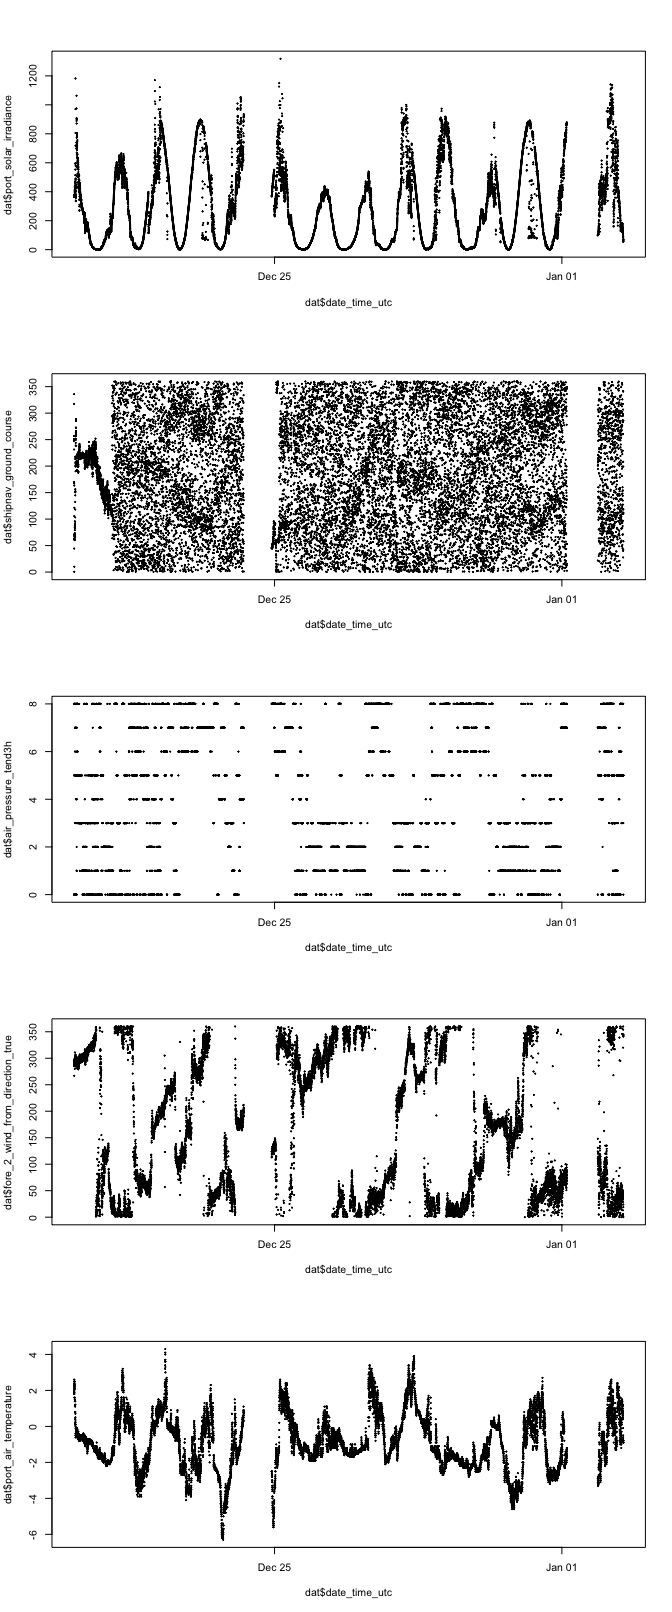 dat$port_solar_irradiance
1200
800
600
400
200
0
Dec 25
Jan 01
dat$date_time_utc
dat$shipnav_ground_course
350
300
250
200
150
100
50
0
Dec 25
Jan 01
dat$date_time_utc
dat$air_pressure_tend3h
8
6
4
2
0
Dec 25
Jan 01
dat$date_time_utc
dat$fore_2_wind_from_direction_true
350
300
250
200
150
100
50
0
Dec 25
Jan 01
dat$date_time_utc
dat$port_air_temperature
4
2
0
-2
-4
-6
Dec 25
Jan 01
dat$date_time_utc